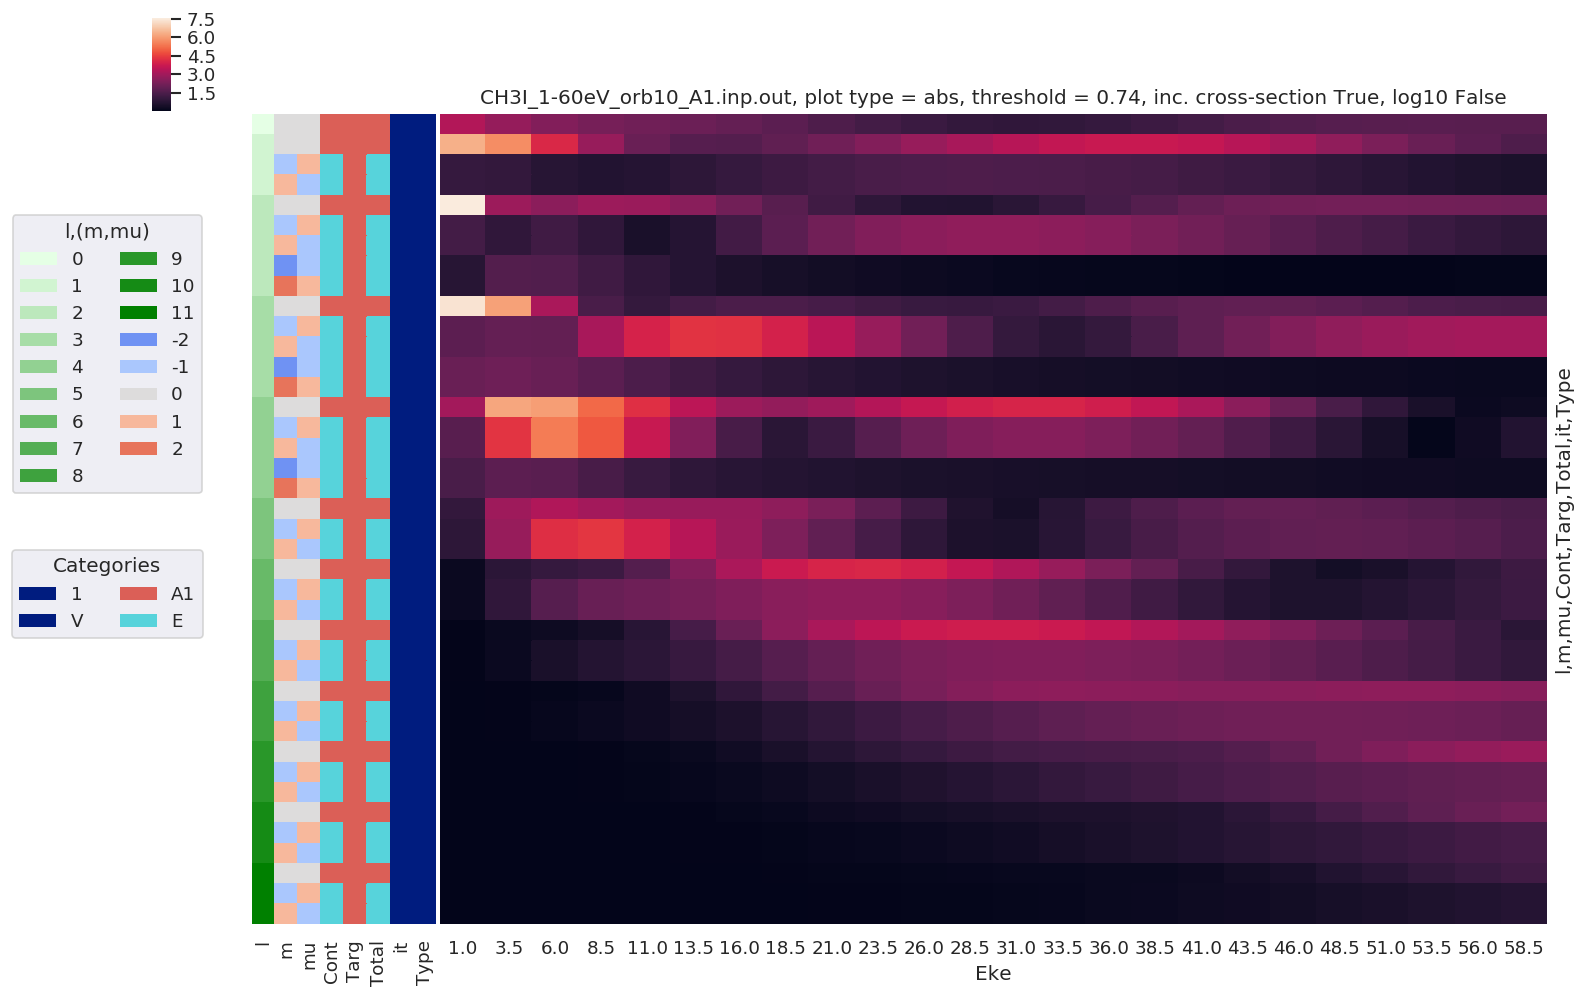 7.5
6.0
4.5
3.0
1.5
CH3I_1-60eV_orb10_A1.inp.out, plot type = abs, threshold = 0.74, inc. cross-section True, log10 False
l,(m,mu)
0 9
1 10
2 11
3 -2
4 -1
5 0
6 1
7 2
8
Categories
1 A1
V E
l,m,mu,Cont,Targ,Total,it,Type
l m mu Cont Targ Total it Type
1.0 3.5 6.0 8.5 11.0 13.5 16.0 18.5 21.0 23.5 26.0 28.5 31.0 33.5 36.0 38.5 41.0 43.5 46.0 48.5 51.0 53.5 56.0 58.5
Eke